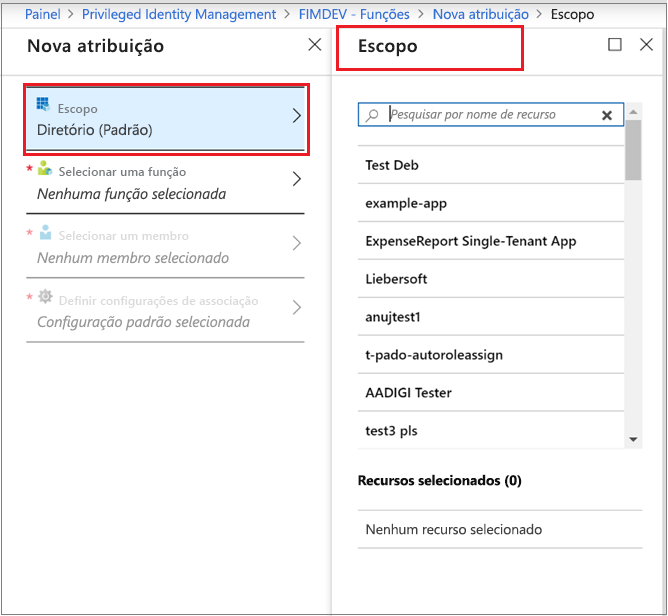 Painel > Privileged Identity Management > FIMDEV - Funções > Nova atribuição > Escopo
Nova atribuição
Escopo
Diretório (Padrão)
* Selecionar uma função
Nenhuma função selecionada
* Selecionar um membro
Nenhum membro selecionado
* Definir configurações de associação
Configuração padrão selecionada
Escopo
Pesquisar por nome de recurso
Test Deb
example-app
ExpenseReport Single-Tenant App
Liebersoft
anujtest1
t-pado-autoroleassign
AADIGI Tester
test3 pls
Recursos selecionados (0)
Nenhum recurso selecionado